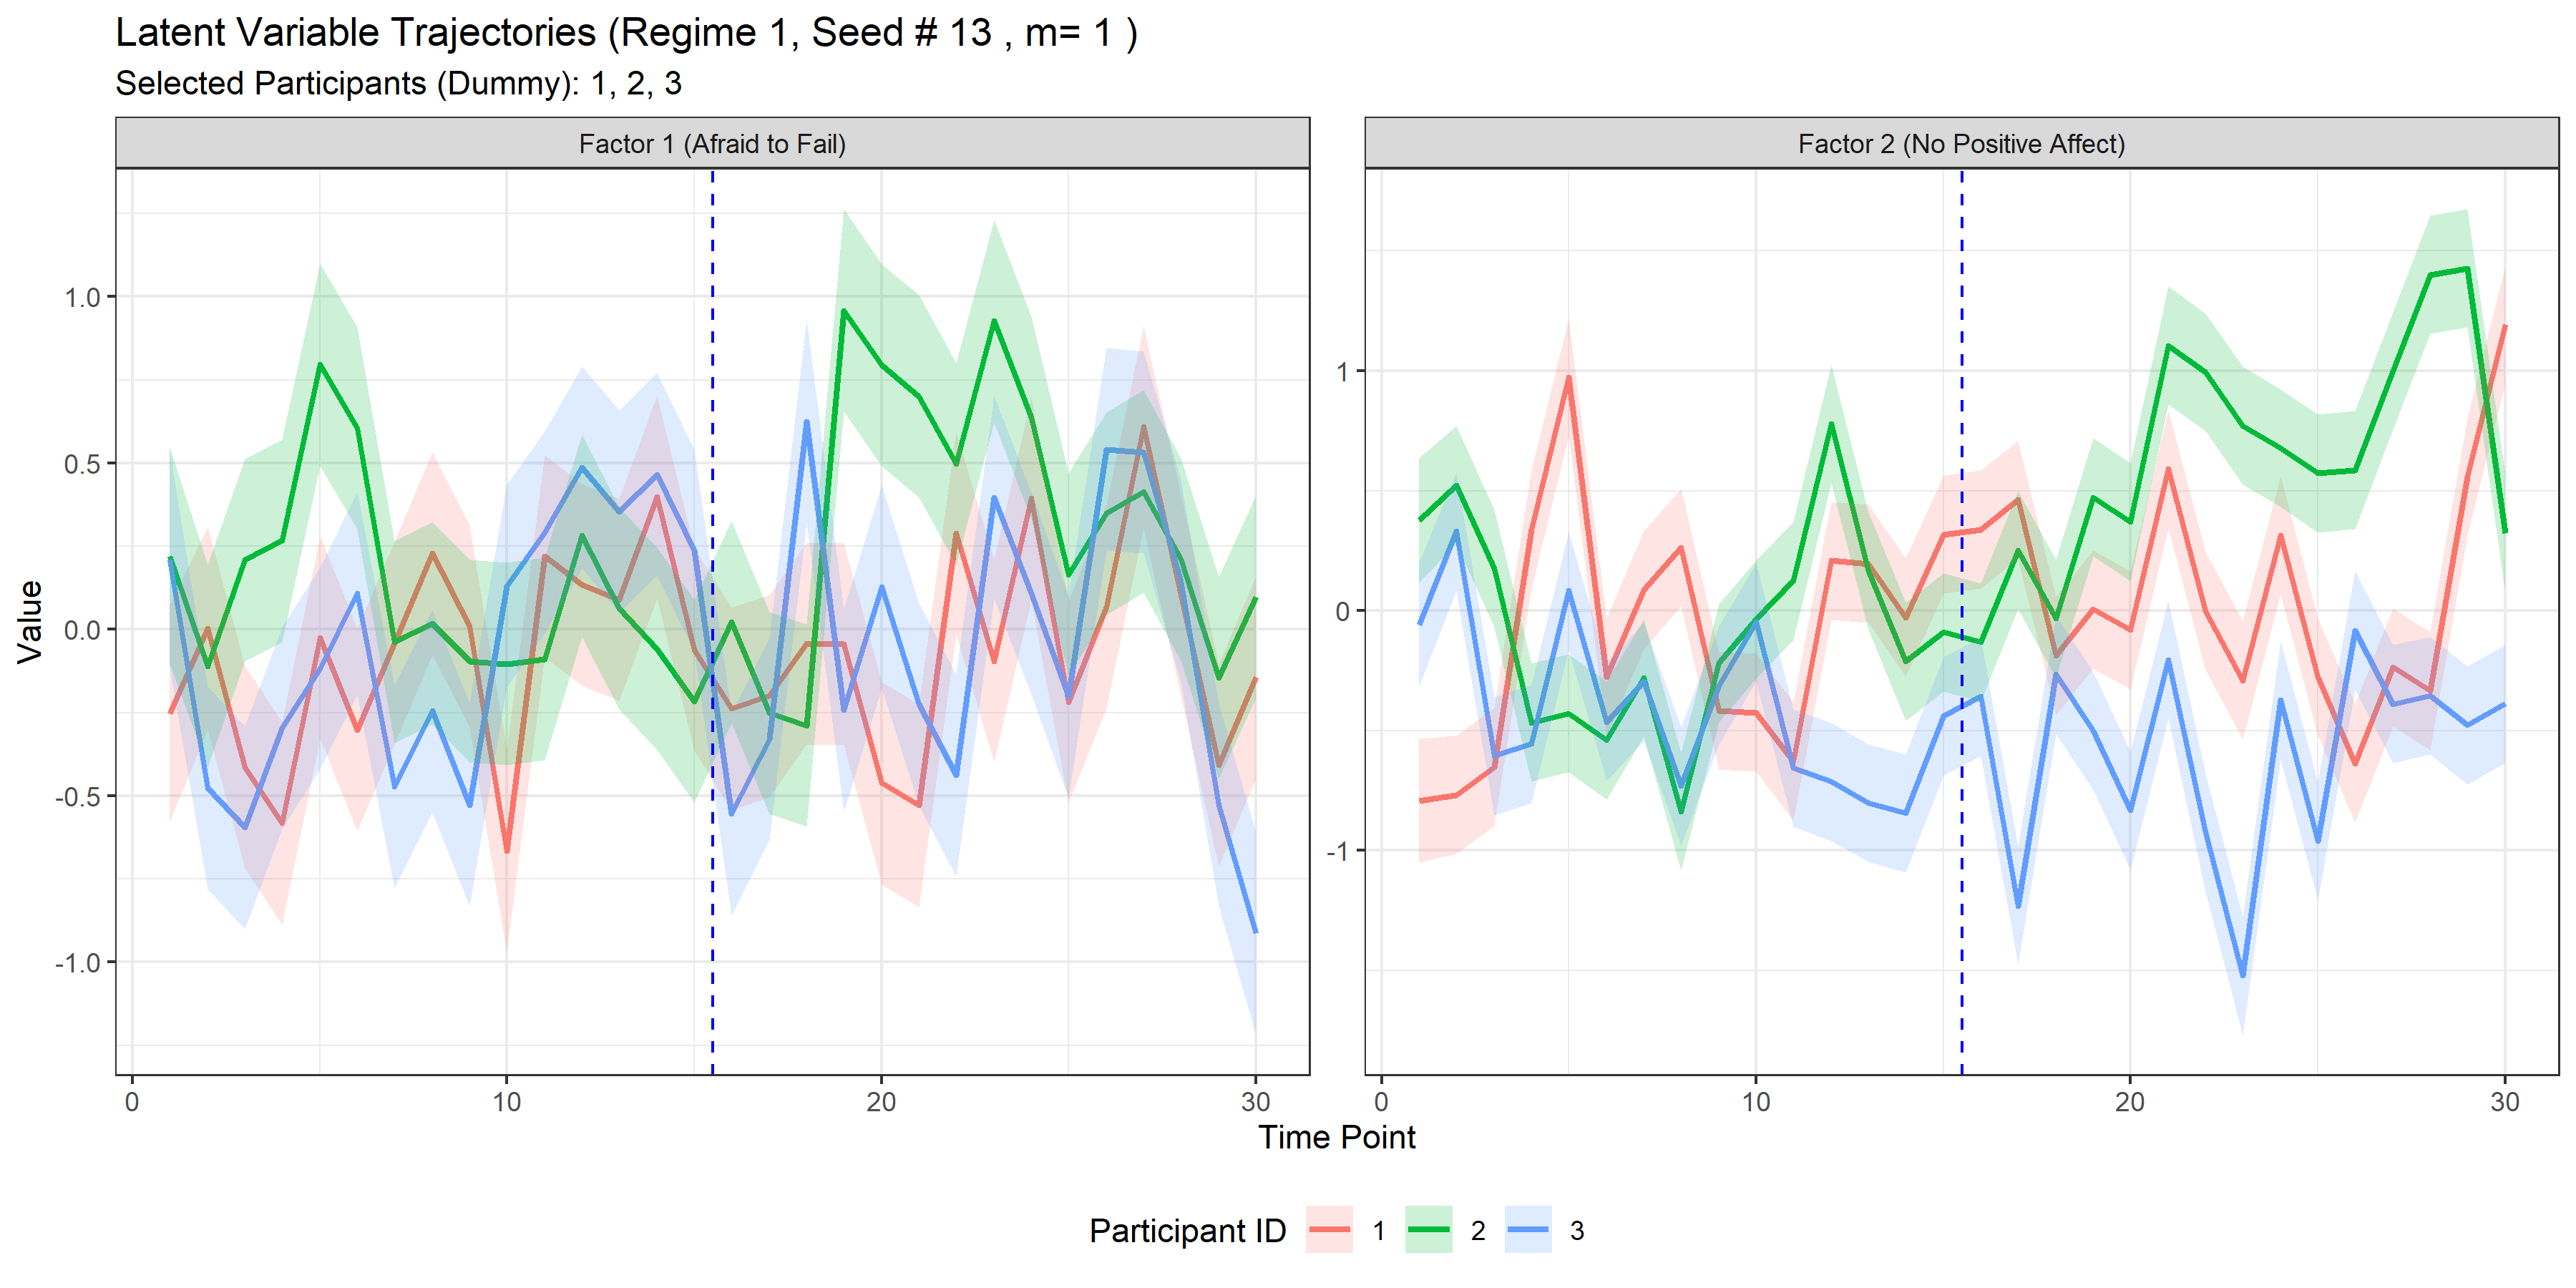 Latent Variable Trajectories (Regime 1, Seed # 13 , m= 1 )
Selected Participants (Dummy): 1, 2, 3
Factor 1 (Afraid to Fail)
Factor 2 (No Positive Affect)
Value
1.0
0.5
0.0
-0.5
-1.0
1
0
-1
0 10 20 30
0 10 20 30
Time Point
Participant ID 1 2 3